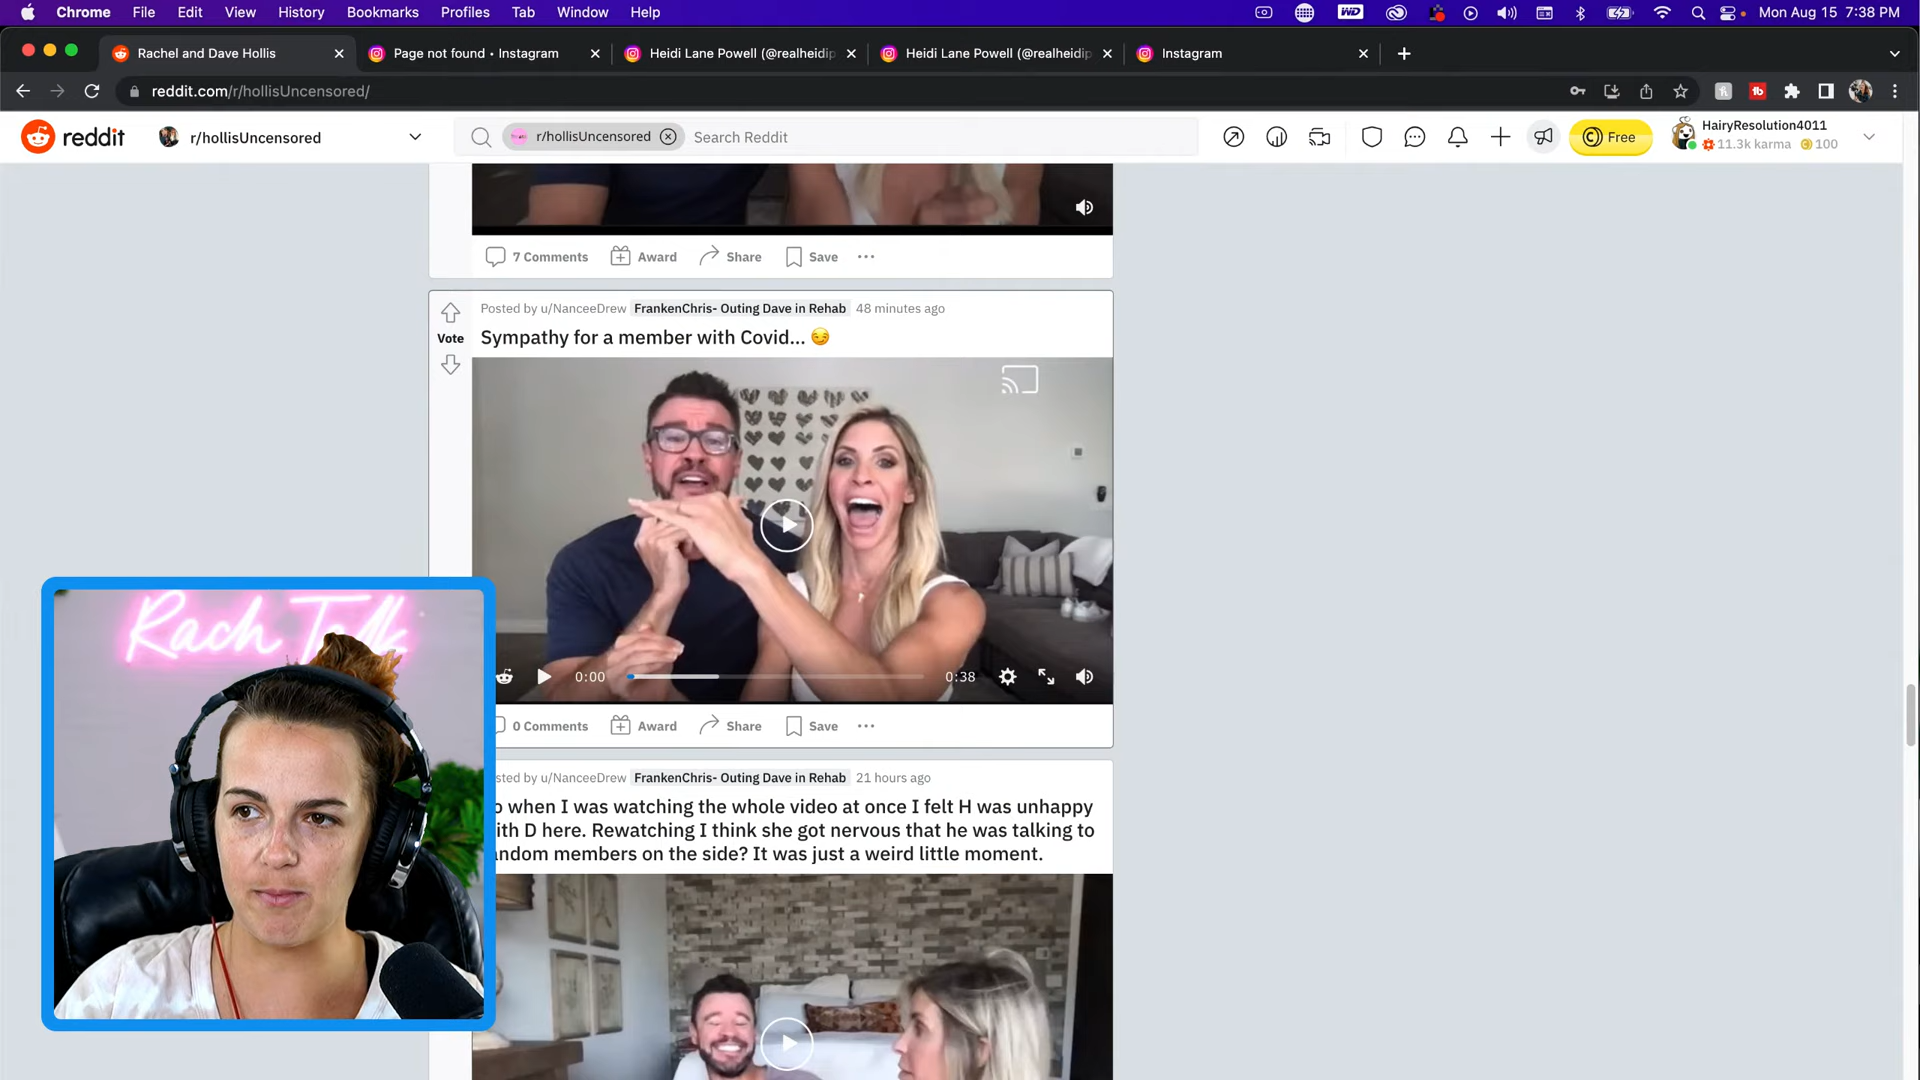 Chrome File Edit View History Bookmarks Profiles Tab Window Help WD Mon Aug 15 7:38 PM
Rachel and Dave Hollis Page not found • Instagram Heidi Lane Powell (@realheidip Heidi Lane Powell (@realheidip Instagram
reddit.com/r/hollisUncensored/
reddit r/hollisUncensored r/hollisUncensored Search Reddit Free HairyResolution4011
11.3k karma 100
7 Comments Award Share Save
Posted by u/NanceeDrew FrankenChris- Outing Dave in Rehab 48 minutes ago
Vote
Sympathy for a member with Covid... 😏
0:00 0:38
0 Comments Award Share Save
sted by u/NanceeDrew FrankenChris- Outing Dave in Rehab 21 hours ago
o when I was watching the whole video at once I felt H was unhappy
ith D here. Rewatching I think she got nervous that he was talking to
andom members on the side? It was just a weird little moment.
Rach Talk